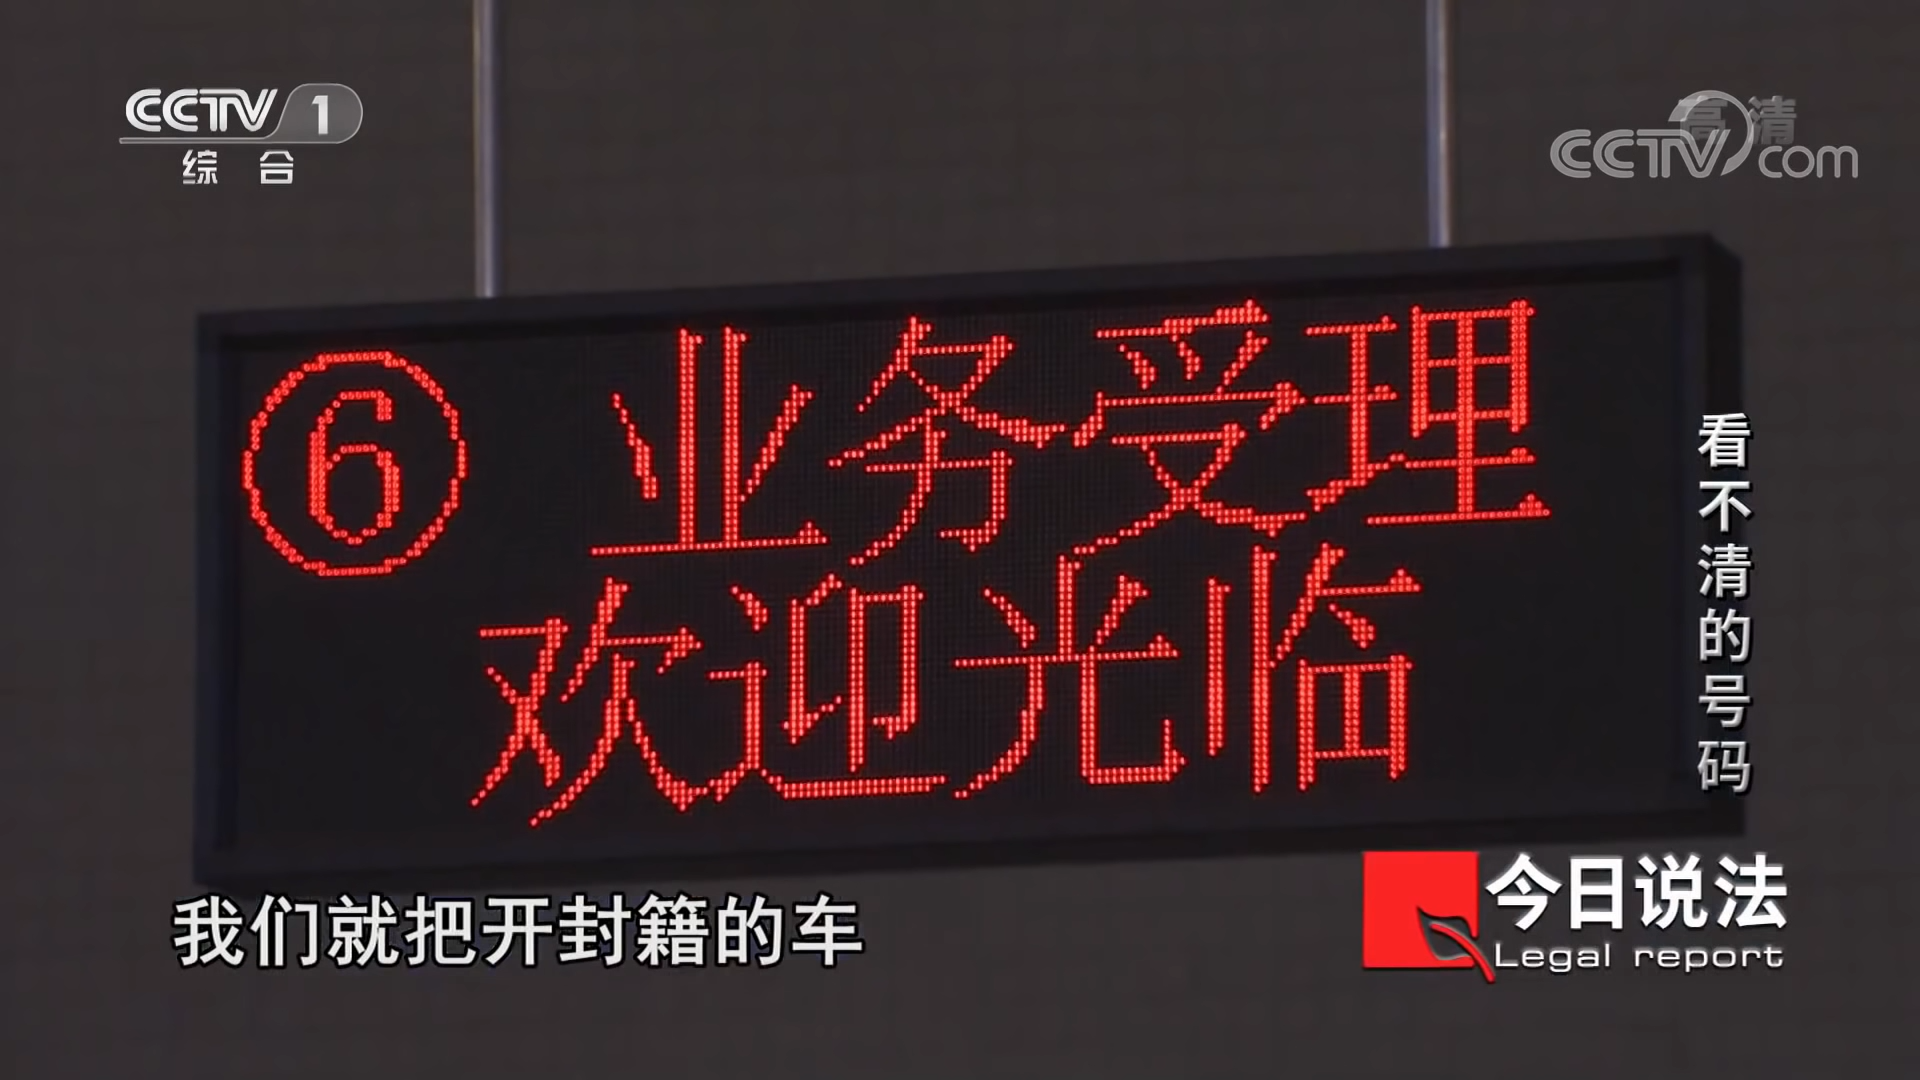 CCTV 1
综合
高清
CCTV.com
⑥ 业务受理
欢迎光临
看不清的号码
我们就把开封籍的车
今日说法
Legal report